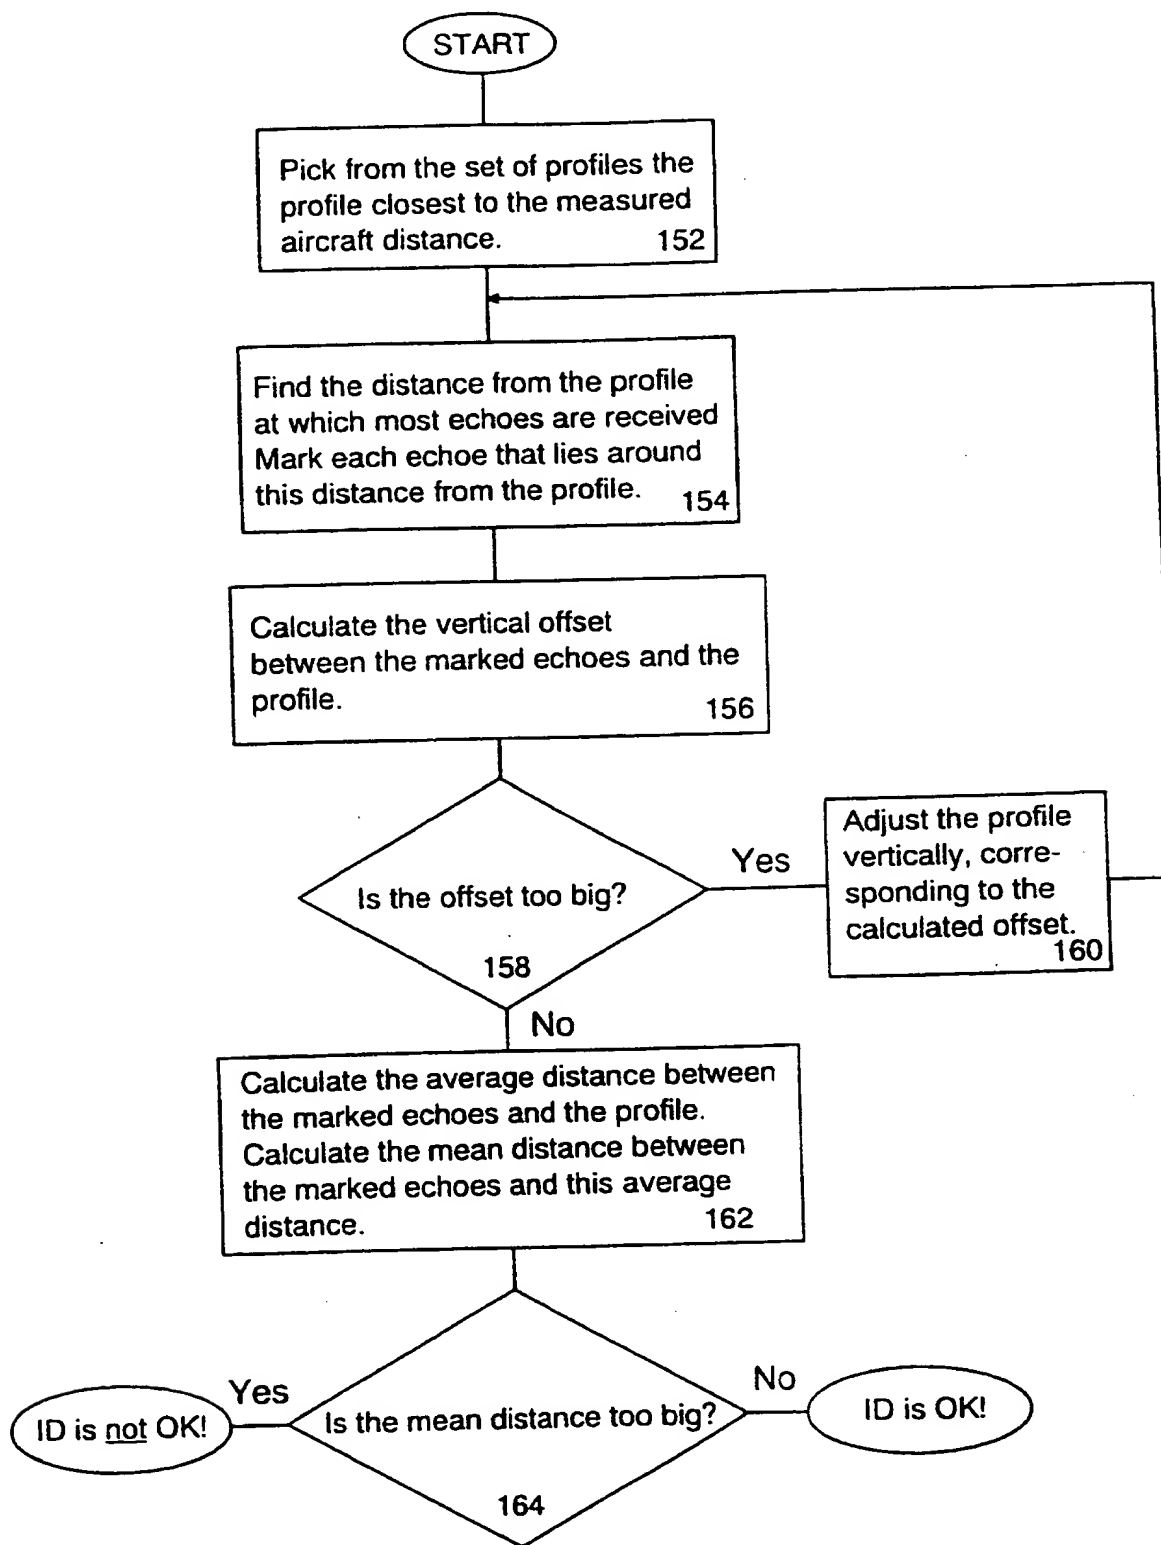 START
Pick from the set of profiles the
profile closest to the measured
aircraft distance.
152
Find the distance from the profile
at which most echoes are received
Mark each echoe that lies around
this distance from the profile.
154
Calculate the vertical offset
between the marked echoes and the
profile.
156
Is the offset too big?
158
Yes
Adjust the profile
vertically, corre-
sponding to the
calculated offset.
160
No
Calculate the average distance between
the marked echoes and the profile.
Calculate the mean distance between
the marked echoes and this average
distance.
162
Is the mean distance too big?
164
Yes
ID is not OK!
No
ID is OK!